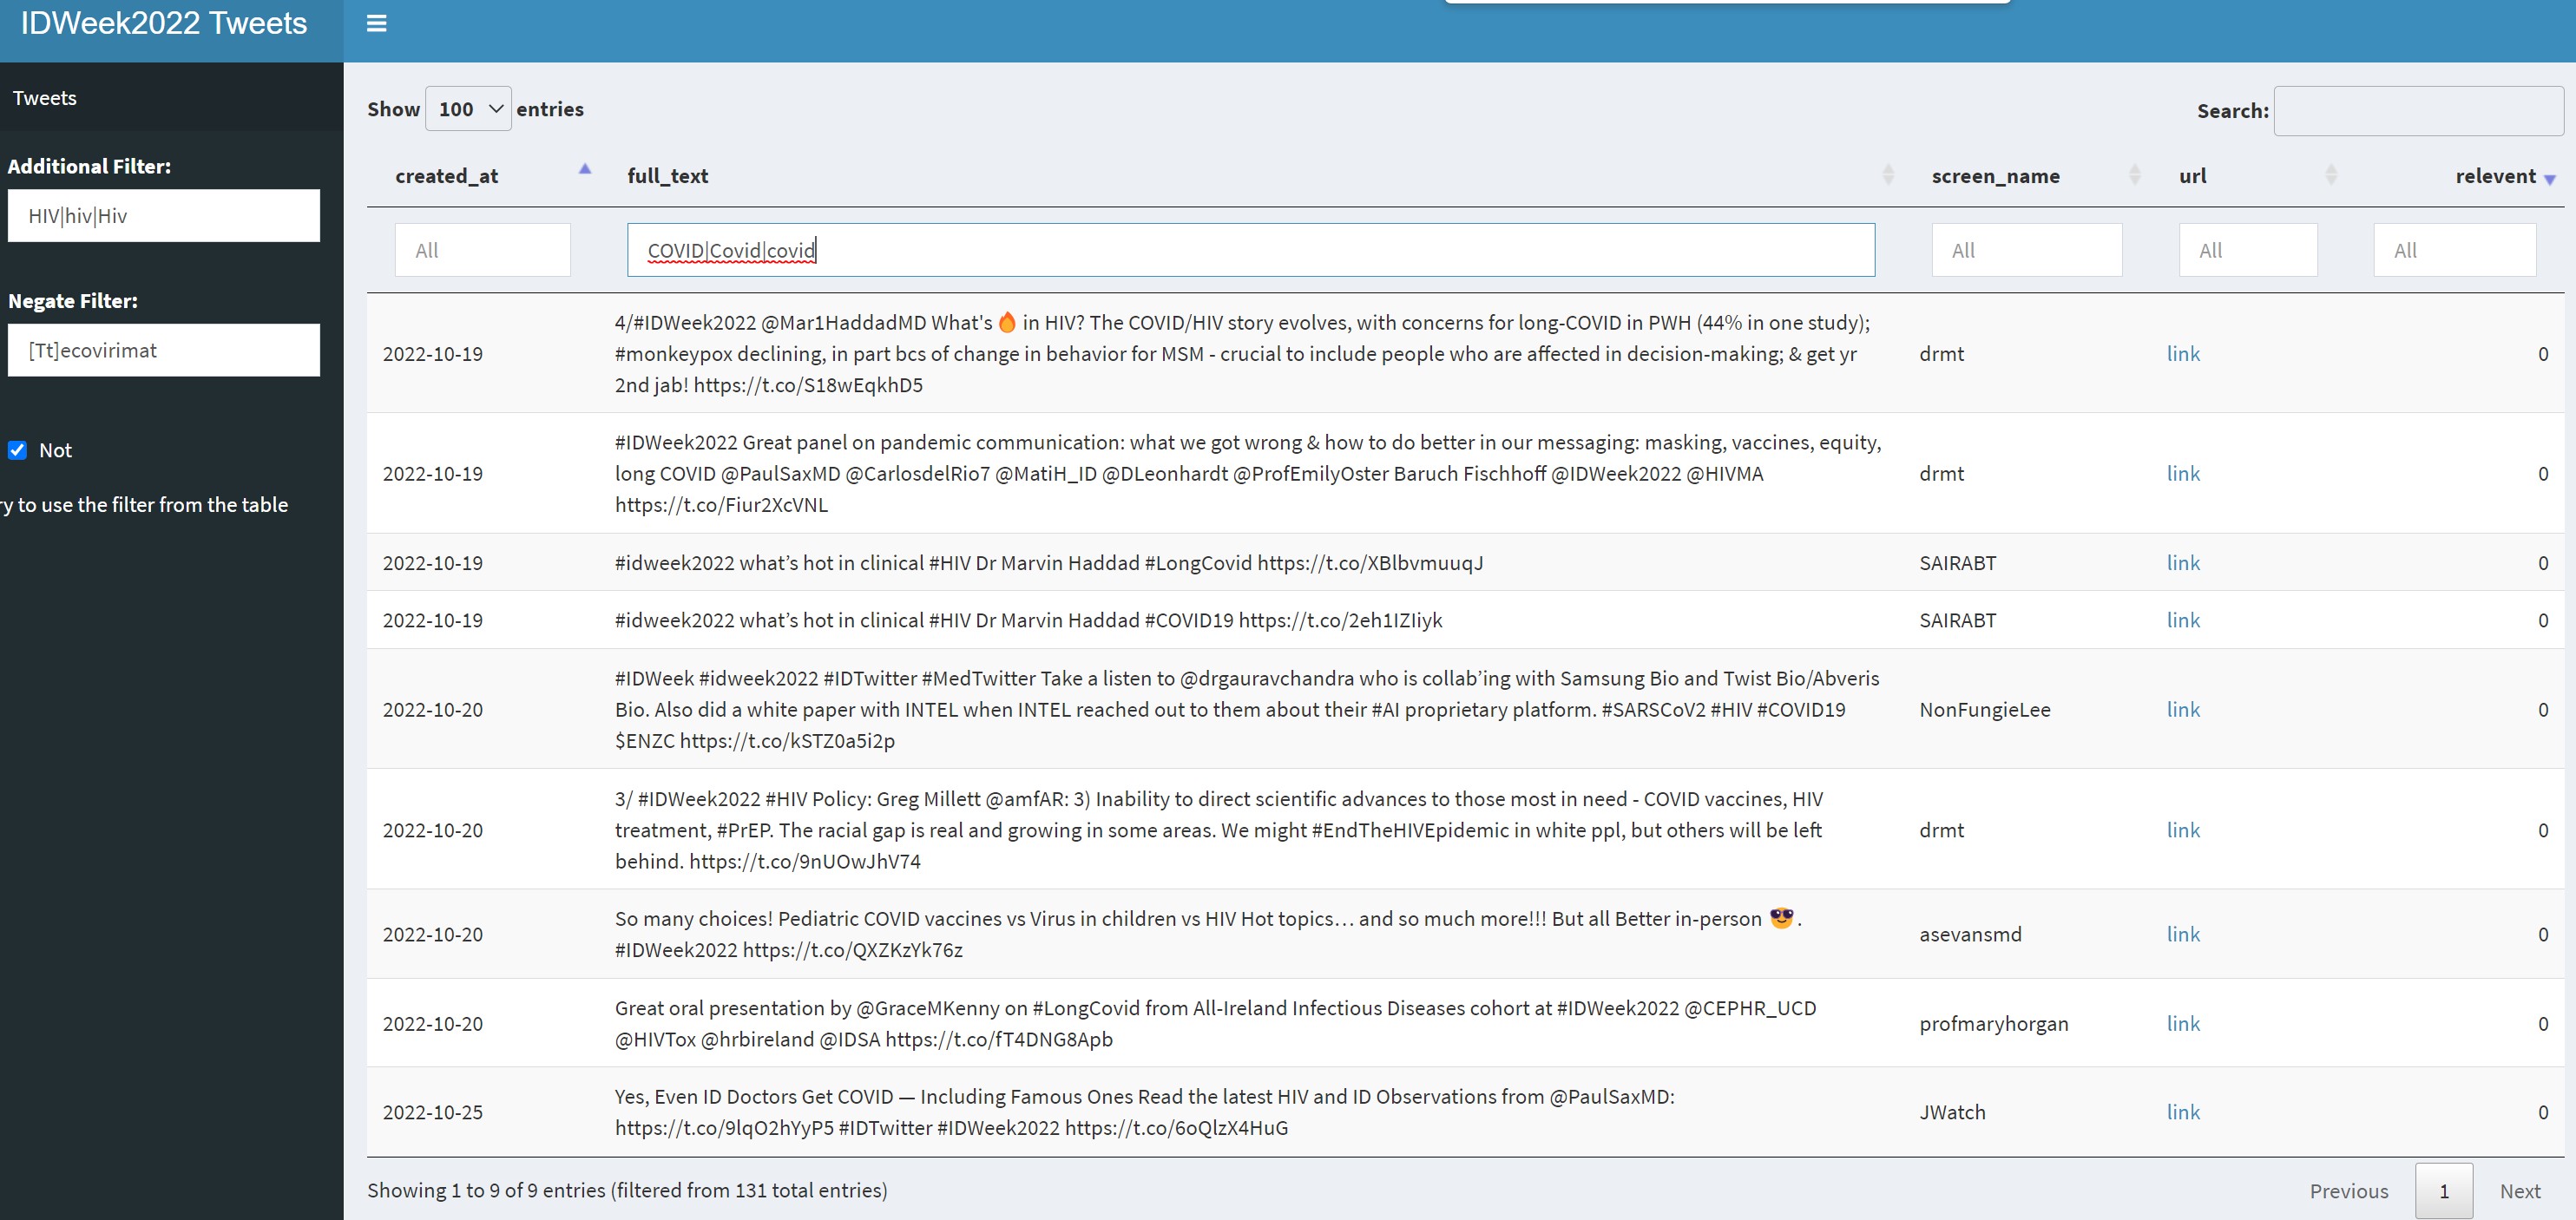 IDWeek2022 Tweets
Tweets
Additional Filter:
HIV|hiv|Hiv
Negate Filter:
[Tt]ecovirimat
Not
ry to use the filter from the table
Show 100 entries
Search:
created_at full_text screen_name url relevent
All COVID|Covid|covid All All All
4/#IDWeek2022 @Mar1HaddadMD What's 🔥 in HIV? The COVID/HIV story evolves, with concerns for long-COVID in PWH (44% in one study);
2022-10-19 #monkeypox declining, in part bcs of change in behavior for MSM - crucial to include people who are affected in decision-making; & get yr drmt link 0
2nd jab! https://t.co/S18wEqkhD5
#IDWeek2022 Great panel on pandemic communication: what we got wrong & how to do better in our messaging: masking, vaccines, equity,
2022-10-19 long COVID @PaulSaxMD @CarlosdelRio7 @MatiH_ID @DLeonhardt @ProfEmilyOster Baruch Fischhoff @IDWeek2022 @HIVMA drmt link 0
https://t.co/Fiur2XcVNL
2022-10-19 #idweek2022 what’s hot in clinical #HIV Dr Marvin Haddad #LongCovid https://t.co/XBlbvmuuqJ SAIRABT link 0
2022-10-19 #idweek2022 what’s hot in clinical #HIV Dr Marvin Haddad #COVID19 https://t.co/2eh1IZIiyk SAIRABT link 0
#IDWeek #idweek2022 #IDTwitter #MedTwitter Take a listen to @drgauravchandra who is collab’ing with Samsung Bio and Twist Bio/Abveris
2022-10-20 Bio. Also did a white paper with INTEL when INTEL reached out to them about their #AI proprietary platform. #SARSCoV2 #HIV #COVID19 NonFungieLee link 0
$ENZC https://t.co/kSTZ0a5i2p
3/ #IDWeek2022 #HIV Policy: Greg Millett @amfAR: 3) Inability to direct scientific advances to those most in need - COVID vaccines, HIV
2022-10-20 treatment, #PrEP. The racial gap is real and growing in some areas. We might #EndTheHIVEpidemic in white ppl, but others will be left drmt link 0
behind. https://t.co/9nUOwJhV74
So many choices! Pediatric COVID vaccines vs Virus in children vs HIV Hot topics… and so much more!!! But all Better in-person 😎 .
2022-10-20 #IDWeek2022 https://t.co/QXZKzYk76z asevansmd link 0
Great oral presentation by @GraceMKenny on #LongCovid from All-Ireland Infectious Diseases cohort at #IDWeek2022 @CEPHR_UCD
2022-10-20 @HIVTox @hrbireland @IDSA https://t.co/fT4DNG8Apb profmaryhorgan link 0
Yes, Even ID Doctors Get COVID — Including Famous Ones Read the latest HIV and ID Observations from @PaulSaxMD:
2022-10-25 https://t.co/9lqO2hYyP5 #IDTwitter #IDWeek2022 https://t.co/6oQlzX4HuG JWatch link 0
Showing 1 to 9 of 9 entries (filtered from 131 total entries)
Previous 1 Next